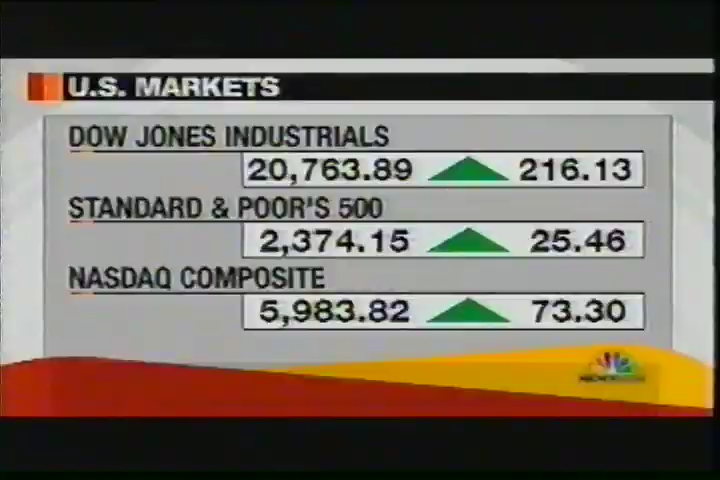 U.S. MARKETS
DOW JONES INDUSTRIALS
20,763.89 216.13
STANDARD & POOR'S 500
2,374.15 25.46
NASDAQ COMPOSITE
5,983.82 73.30